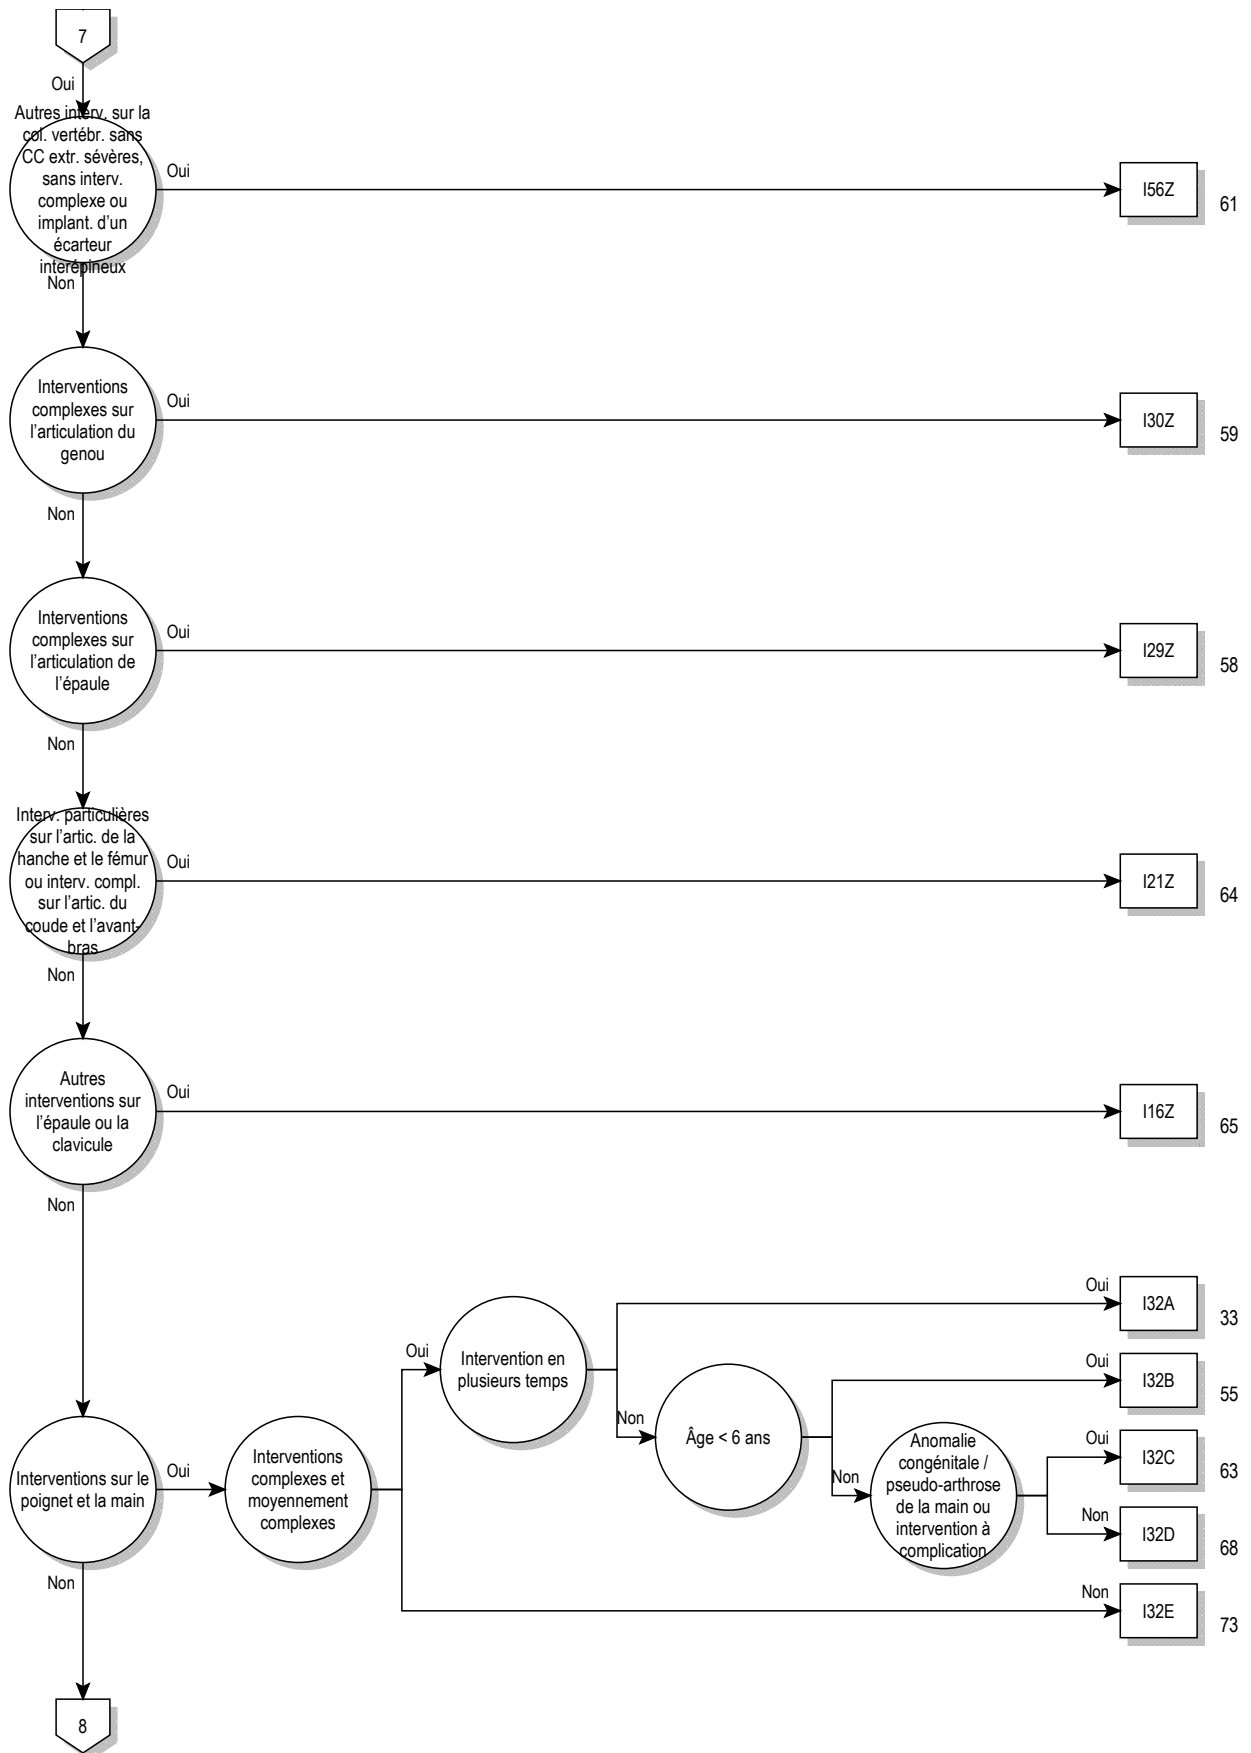 7
Oui
Autres interv. sur la
col. vertébr. sans
CC extr. sévères,
sans interv.
complexe ou
implant. d'un
écarteur
interépineux
Oui
I56Z
61
Non
Interventions
complexes sur
l'articulation du
genou
Oui
I30Z
59
Non
Interventions
complexes sur
l'articulation de
l'épaule
Oui
I29Z
58
Non
Interv. particulières
sur l'artic. de la
hanche et le fémur
ou interv. compl.
sur l'artic. du
coude et l'avant-
bras
Oui
I21Z
64
Non
Autres
interventions sur
l'épaule ou la
clavicule
Oui
I16Z
65
Non
Interventions sur le
poignet et la main
Oui
Interventions
complexes et
moyennement
complexes
Oui
Intervention en
plusieurs temps
Oui
I32A
33
Non
Âge < 6 ans
Oui
I32B
55
Non
Anomalie
congénitale /
pseudo-arthrose
de la main ou
intervention à
complication
Oui
I32C
63
Non
I32D
68
Non
I32E
73
Non
8